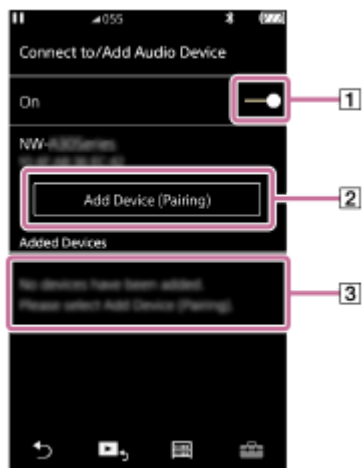 055
Connect to/Add Audio Device
On
1
NW-
Add Device (Pairing)
2
Added Devices
No devices have been added.
Please select Add Device (Pairing).
3